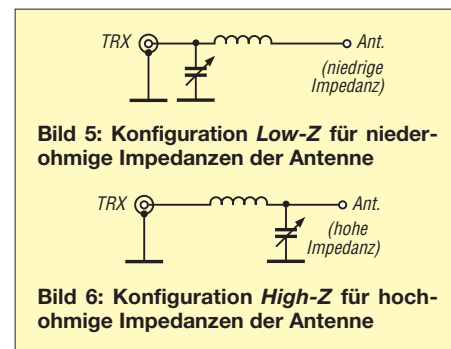 TRX
Ant.
(niedrige
Impedanz)
Bild 5: Konfiguration Low-Z für nieder-
ohmige Impedanzen der Antenne
TRX
Ant.
(hohe
Impedanz)
Bild 6: Konfiguration High-Z für hoch-
ohmige Impedanzen der Antenne